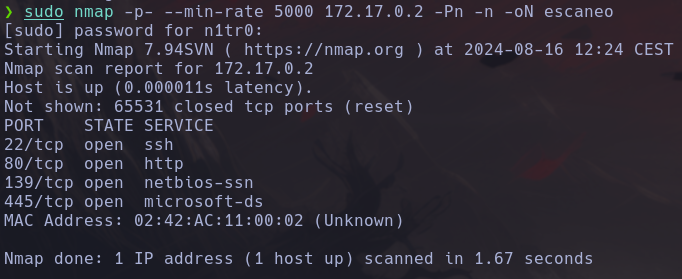 ❯ sudo nmap -p- --min-rate 5000 172.17.0.2 -Pn -n -oN escaneo
[sudo] password for n1tr0:
Starting Nmap 7.94SVN ( https://nmap.org ) at 2024-08-16 12:24 CEST
Nmap scan report for 172.17.0.2
Host is up (0.000011s latency).
Not shown: 65531 closed tcp ports (reset)
PORT    STATE SERVICE
22/tcp  open  ssh
80/tcp  open  http
139/tcp open  netbios-ssn
445/tcp open  microsoft-ds
MAC Address: 02:42:AC:11:00:02 (Unknown)
Nmap done: 1 IP address (1 host up) scanned in 1.67 seconds